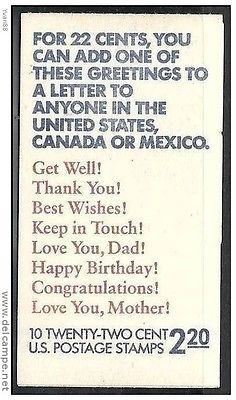 FOR 22 CENTS, YOU
CAN ADD ONE OF
THESE GREETINGS TO
A LETTER TO
ANYONE IN THE
UNITED STATES,
CANADA OR MEXICO.
Get Well!
Thank You!
Best Wishes!
Keep in Touch!
Love You, Dad!
Happy Birthday!
Congratulations!
Love You, Mother!
10 TWENTY-TWO CENT
U.S. POSTAGE STAMPS 2 20
www.delcampe.net